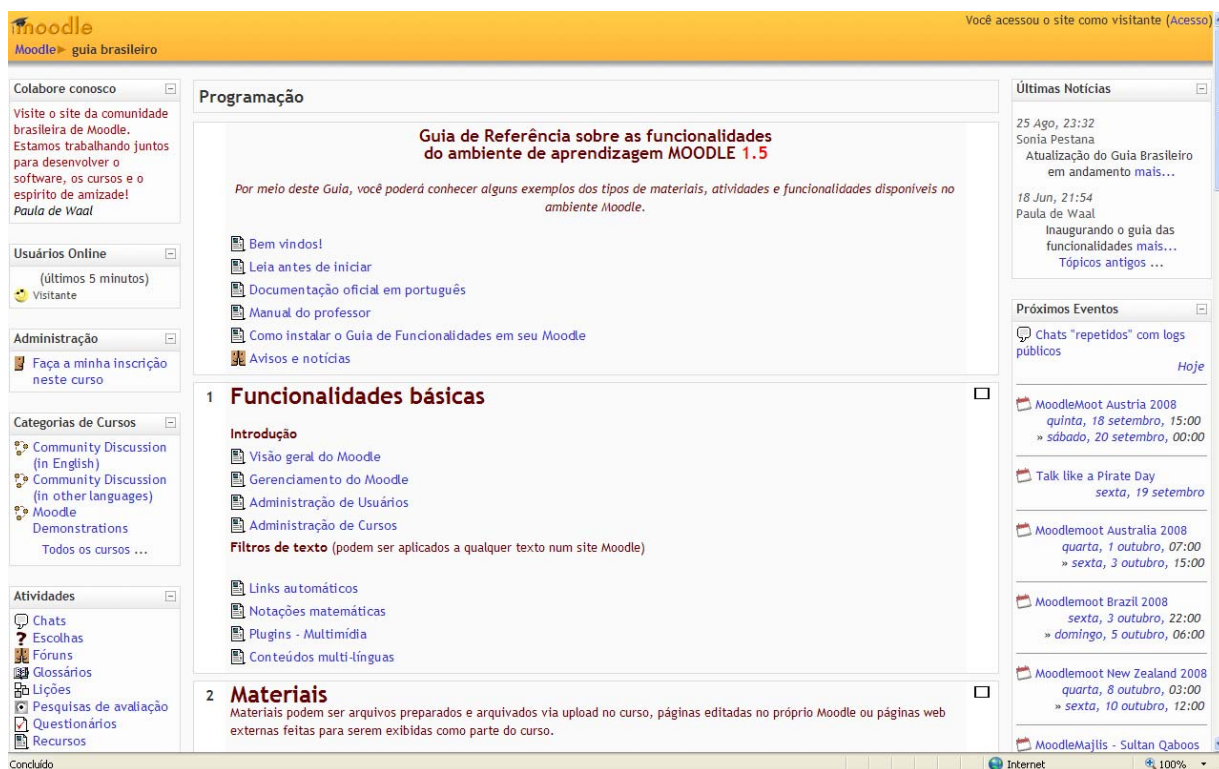 moodle
Você acessou o site como visitante (Acesso)
Moodle► guia brasileiro
Colabore conosco
Visite o site da comunidade
brasileira de Moodle.
Estamos trabalhando juntos
para desenvolver o
software, os cursos e o
espirito de amizade!
Paula de Waal
Usuários Online
(últimos 5 minutos)
Visitante
Administração
Faça a minha inscrição
neste curso
Categorias de Cursos
Community Discussion
(in English)
Community Discussion
(in other languages)
Moodle
Demonstrations
Todos os cursos ...
Atividades
Chats
Escolhas
Fóruns
Glossários
Lições
Pesquisas de avaliação
Questionários
Recursos
Programação
Guia de Referência sobre as funcionalidades
do ambiente de aprendizagem MOODLE 1.5
Por meio deste Guia, você poderá conhecer alguns exemplos dos tipos de materiais, atividades e funcionalidades disponiveis no
ambiente Moodle.
Bem vindos!
Leia antes de iniciar
Documentação oficial em português
Manual do professor
Como instalar o Guia de Funcionalidades em seu Moodle
Avisos e notícias
1 Funcionalidades básicas
Introdução
Visão geral do Moodle
Gerenciamento do Moodle
Administração de Usuários
Administração de Cursos
Filtros de texto (podem ser aplicados a qualquer texto num site Moodle)
Links automáticos
Notações matemáticas
Plugins - Multimídia
Conteúdos multi-línguas
2 Materiais
Materiais podem ser arquivos preparados e arquivados via upload no curso, páginas editadas no próprio Moodle ou páginas web
externas feitas para serem exibidas como parte do curso.
Últimas Notícias
25 Ago, 23:32
Sonia Pestana
Atualização do Guia Brasileiro
em andamento mais...
18 Jun, 21:54
Paula de Waal
Inaugurando o guia das
funcionalidades mais...
Tópicos antigos ...
Próximos Eventos
Chats "repetidos" com logs
públicos
Hoje
MoodleMoot Austria 2008
quinta, 18 setembro, 15:00
» sábado, 20 setembro, 00:00
Talk like a Pirate Day
sexta, 19 setembro
Moodlemoot Australia 2008
quarta, 1 outubro, 07:00
» sexta, 3 outubro, 15:00
Moodlemoot Brazil 2008
sexta, 3 outubro, 22:00
» domingo, 5 outubro, 06:00
Moodlemoot New Zealand 2008
quarta, 8 outubro, 03:00
» sexta, 10 outubro, 12:00
MoodleMajlis - Sultan Qaboos
Concluído
Internet
100%